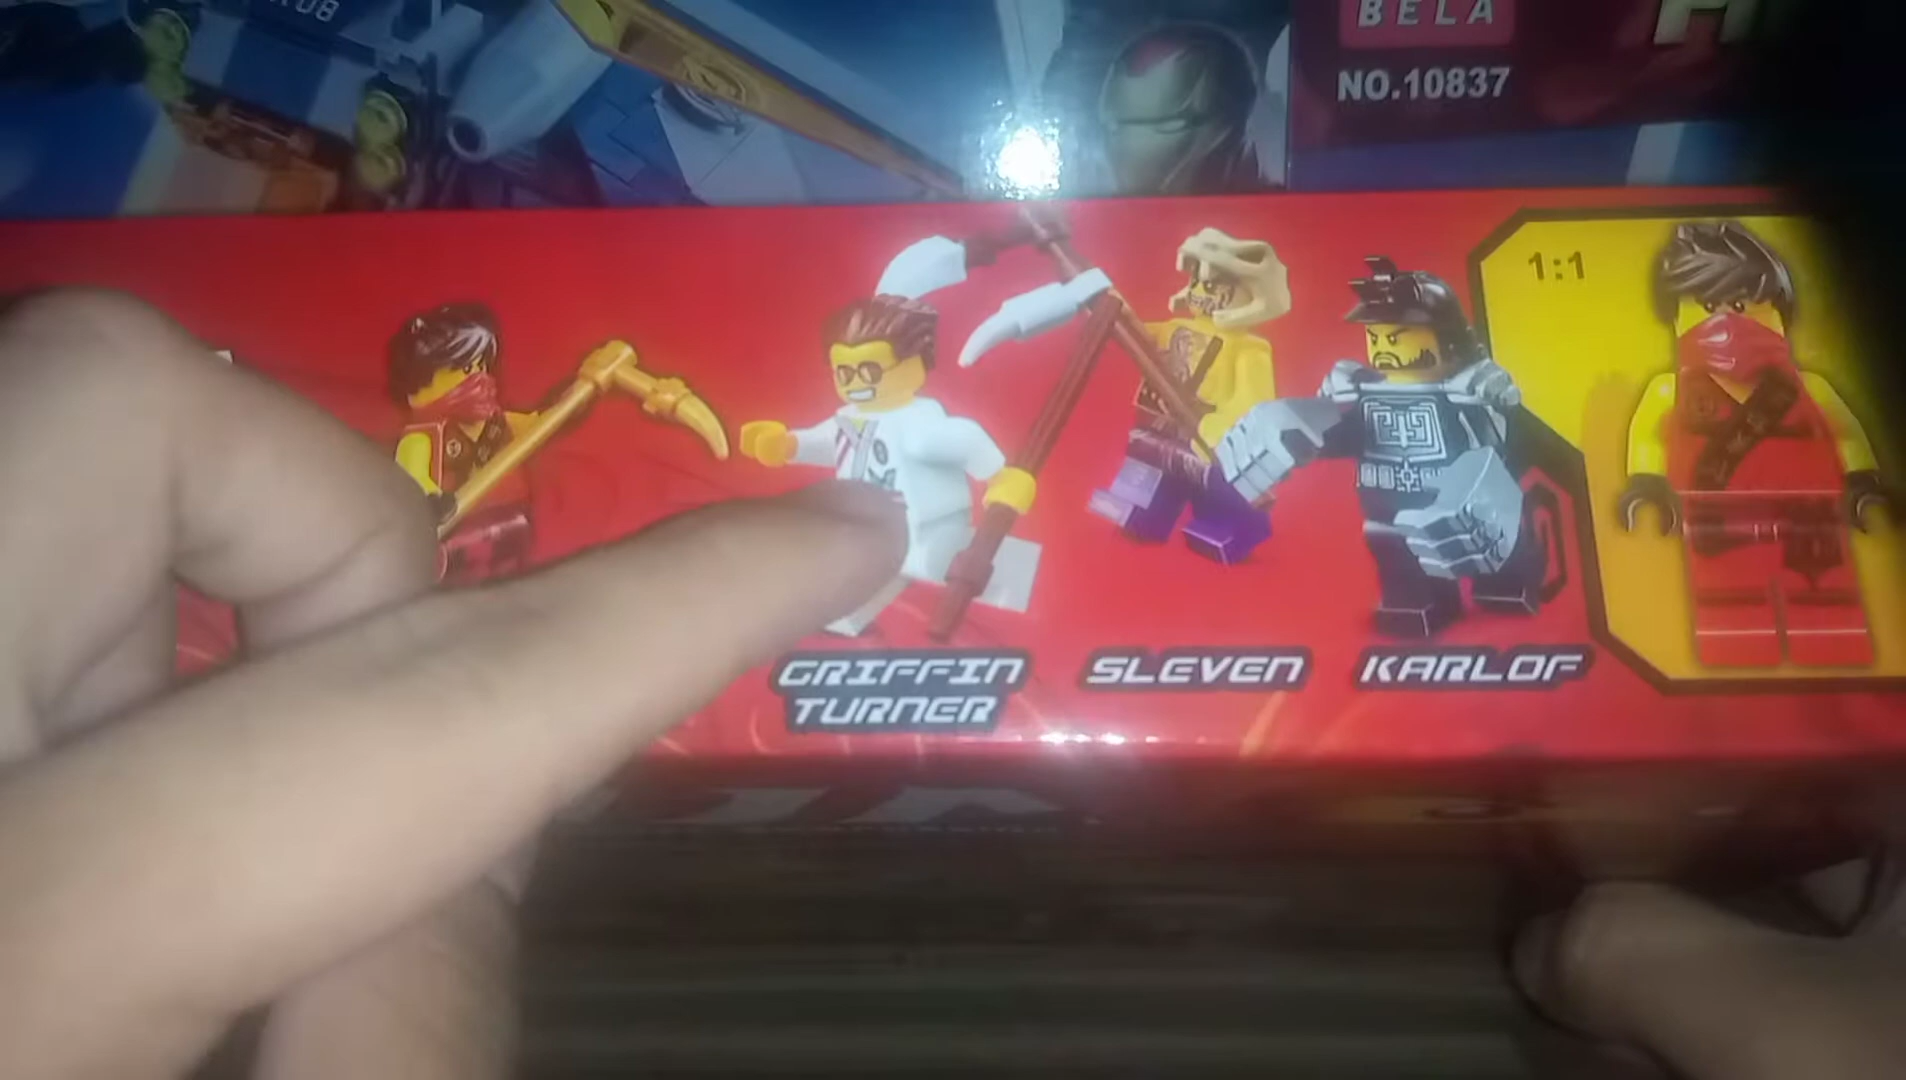 BELA
NO.10837
1:1
GRIFFIN
TURNER
SLEVEN
KARLOF